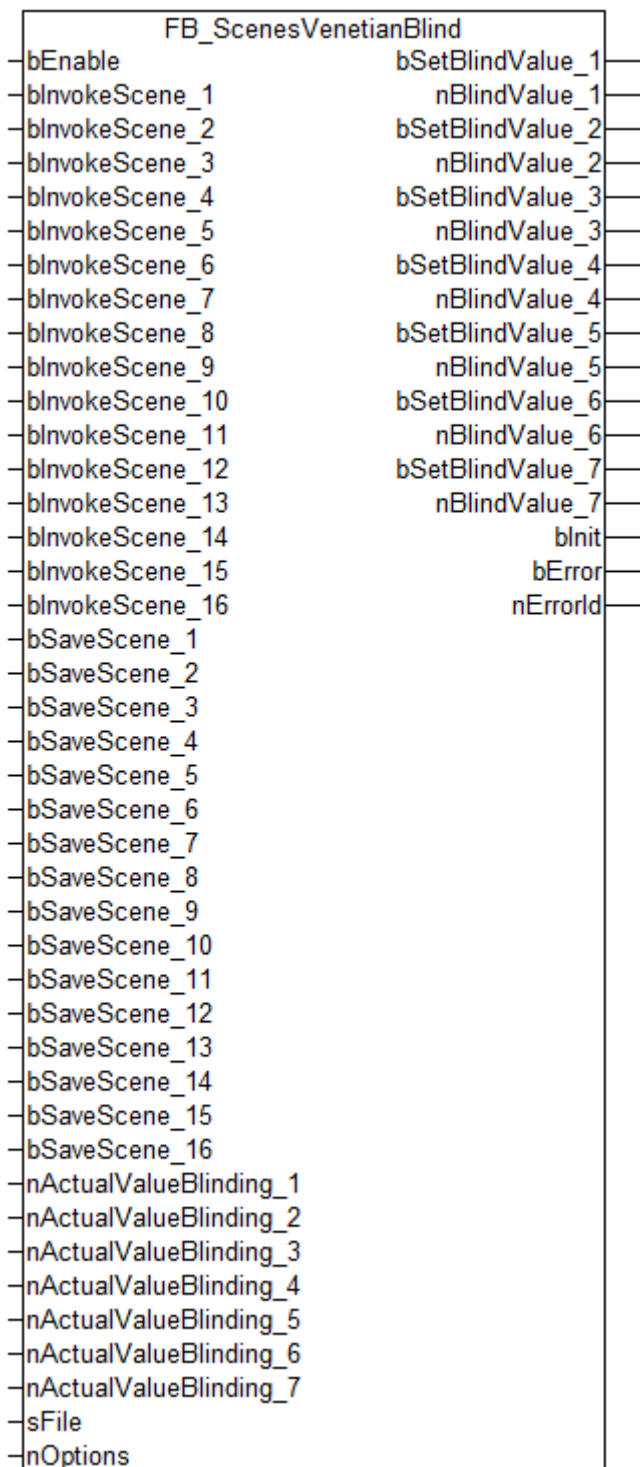 FB_ScenesVenetianBlind
bEnable bSetBlindValue_1
bInvokeScene_1 nBlindValue_1
bInvokeScene_2 bSetBlindValue_2
bInvokeScene_3 nBlindValue_2
bInvokeScene_4 bSetBlindValue_3
bInvokeScene_5 nBlindValue_3
bInvokeScene_6 bSetBlindValue_4
bInvokeScene_7 nBlindValue_4
bInvokeScene_8 bSetBlindValue_5
bInvokeScene_9 nBlindValue_5
bInvokeScene_10 bSetBlindValue_6
bInvokeScene_11 nBlindValue_6
bInvokeScene_12 bSetBlindValue_7
bInvokeScene_13 nBlindValue_7
bInvokeScene_14 bInit
bInvokeScene_15 bError
bInvokeScene_16 nErrorId
bSaveScene_1
bSaveScene_2
bSaveScene_3
bSaveScene_4
bSaveScene_5
bSaveScene_6
bSaveScene_7
bSaveScene_8
bSaveScene_9
bSaveScene_10
bSaveScene_11
bSaveScene_12
bSaveScene_13
bSaveScene_14
bSaveScene_15
bSaveScene_16
nActualValueBlinding_1
nActualValueBlinding_2
nActualValueBlinding_3
nActualValueBlinding_4
nActualValueBlinding_5
nActualValueBlinding_6
nActualValueBlinding_7
sFile
nOptions